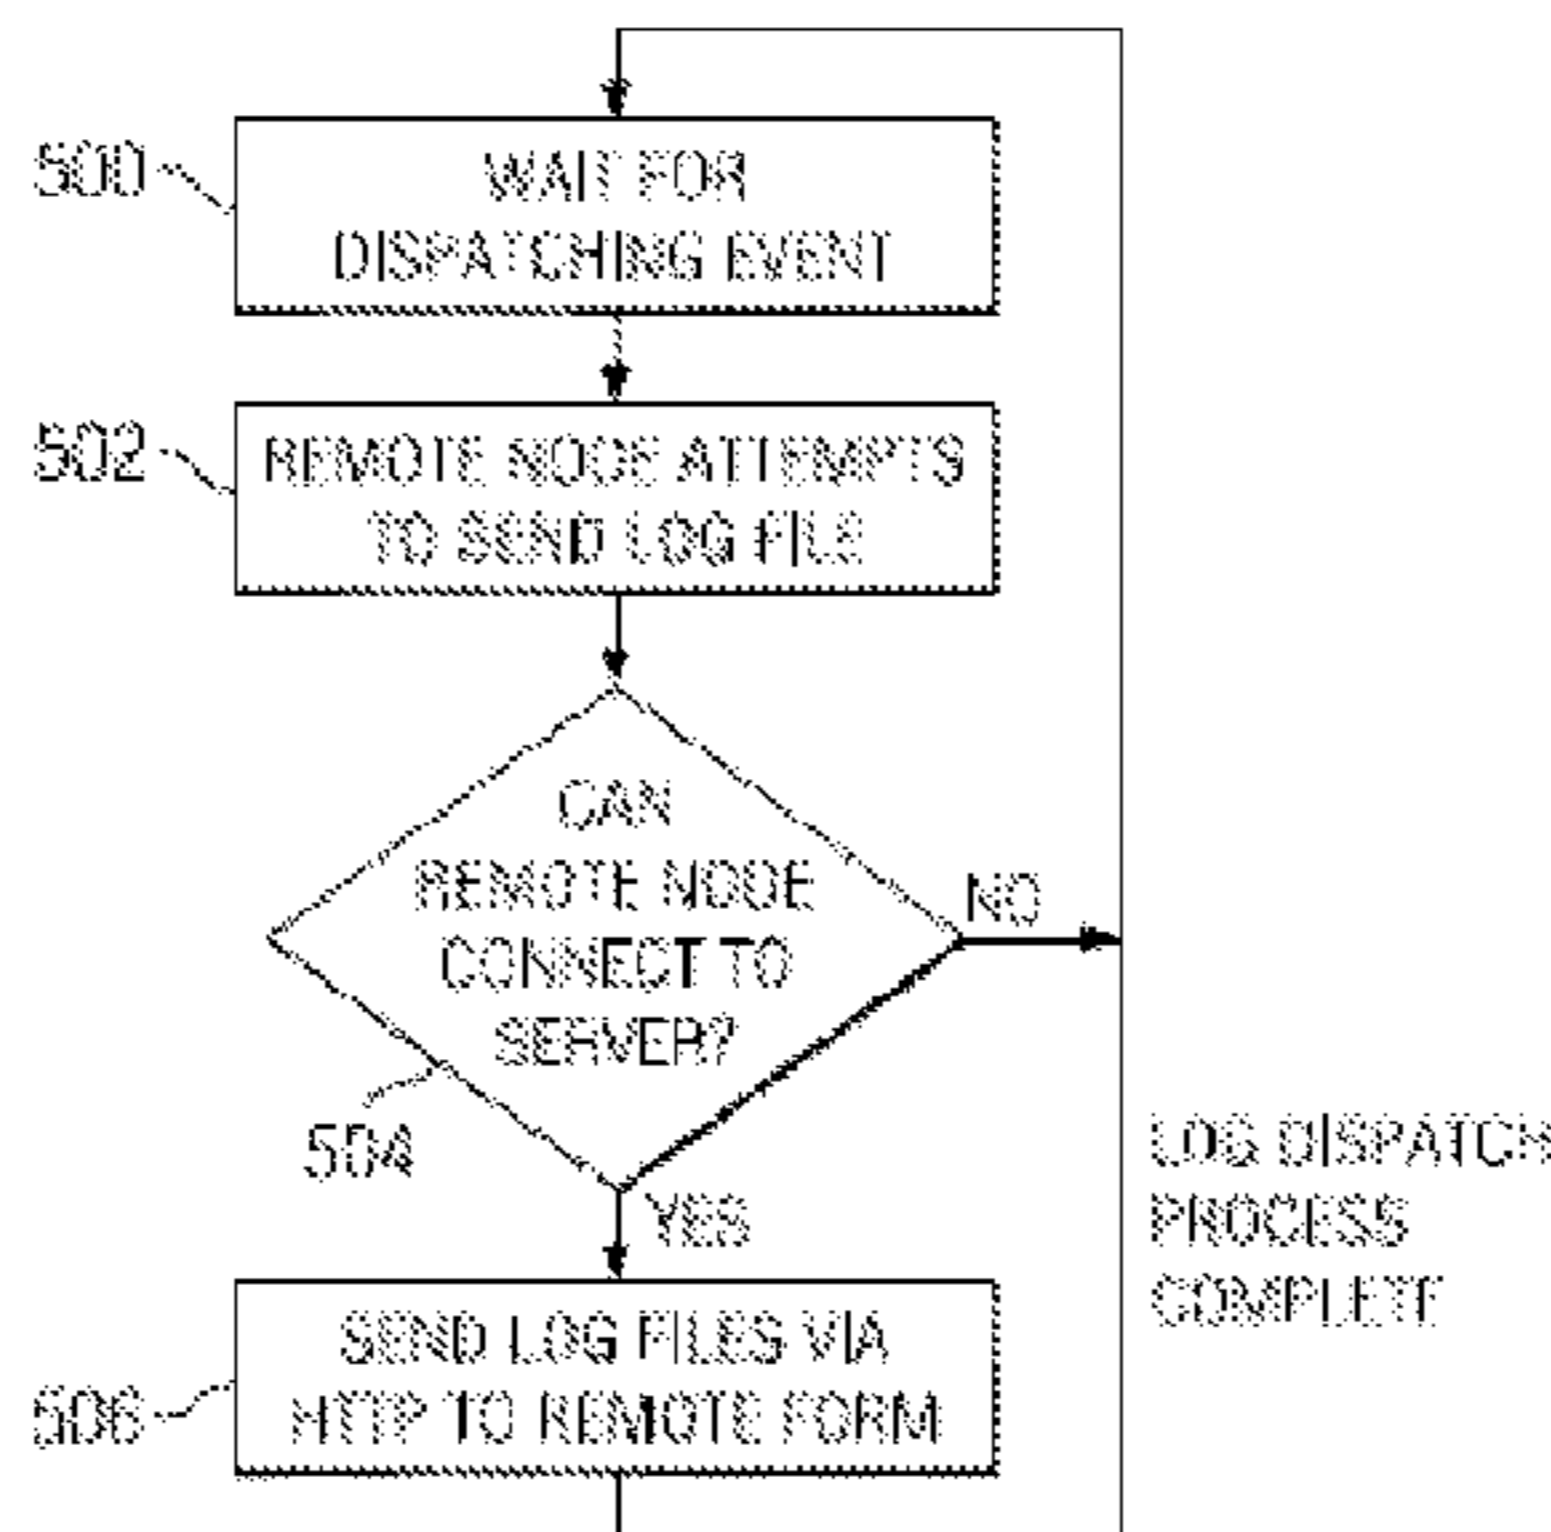 500
WAIT FOR
DISPATCHING EVENT
502
REMOTE NODE ATTEMPTS
TO SEND LOG FILE
CAN
REMOTE NODE
CONNECT TO
SERVER?
NO
504
YES
LOG DISPATCH
PROCESS
COMPLETE
506
SEND LOG FILES VIA
HTTP TO REMOTE FORM